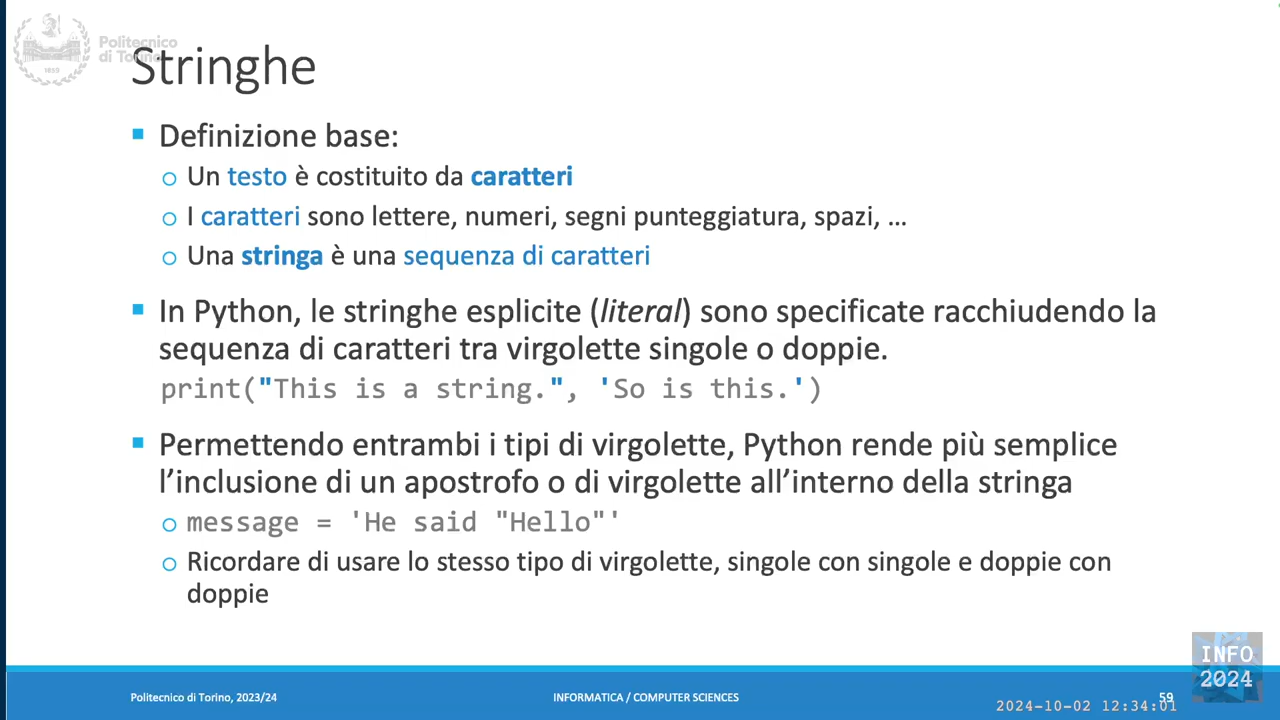 Politecnico
di Torino
1859
Stringhe
Definizione base:
Un testo è costituito da caratteri
I caratteri sono lettere, numeri, segni punteggiatura, spazi, …
Una stringa è una sequenza di caratteri
In Python, le stringhe esplicite (literal) sono specificate racchiudendo la
sequenza di caratteri tra virgolette singole o doppie.
print("This is a string.", 'So is this.')
Permettendo entrambi i tipi di virgolette, Python rende più semplice
l’inclusione di un apostrofo o di virgolette all’interno della stringa
message = 'He said "Hello"'
Ricordare di usare lo stesso tipo di virgolette, singole con singole e doppie con
doppie
INFO
2024
Politecnico di Torino, 2023/24
INFORMATICA / COMPUTER SCIENCES
59
2024-10-02 12:34:01